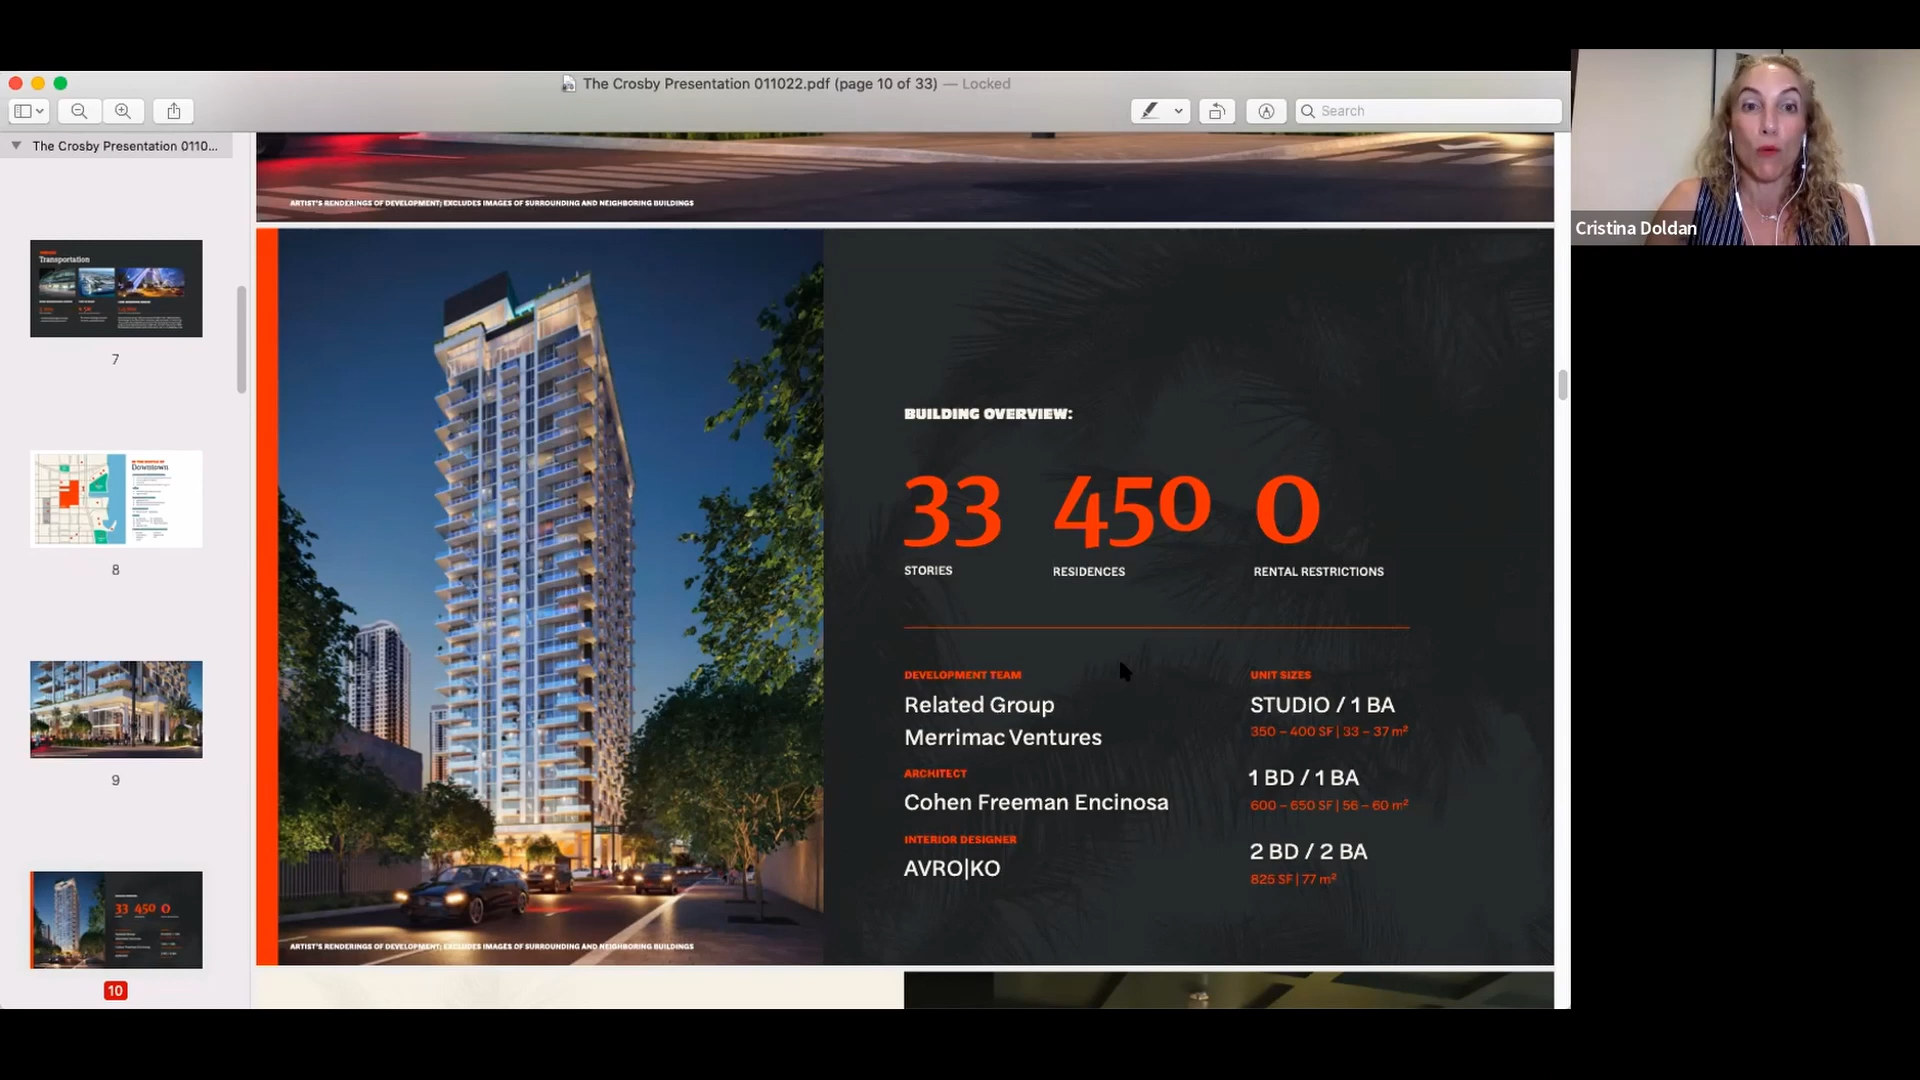 The Crosby Presentation 011022.pdf (page 10 of 33) — Locked
Search
Cristina Doldan
The Crosby Presentation 0110...
Transportation
7
Downtown
8
9
33 450 0
10
ARTIST'S RENDERINGS OF DEVELOPMENT; EXCLUDES IMAGES OF SURROUNDING AND NEIGHBORING BUILDINGS
BUILDING OVERVIEW:
33 450 0
STORIES RESIDENCES RENTAL RESTRICTIONS
DEVELOPMENT TEAM
Related Group
Merrimac Ventures
ARCHITECT
Cohen Freeman Encinosa
INTERIOR DESIGNER
AVRO|KO
UNIT SIZES
STUDIO / 1 BA
350 – 400 SF | 33 – 37 m²
1 BD / 1 BA
600 – 650 SF | 56 – 60 m²
2 BD / 2 BA
825 SF | 77 m²
ARTIST'S RENDERINGS OF DEVELOPMENT; EXCLUDES IMAGES OF SURROUNDING AND NEIGHBORING BUILDINGS